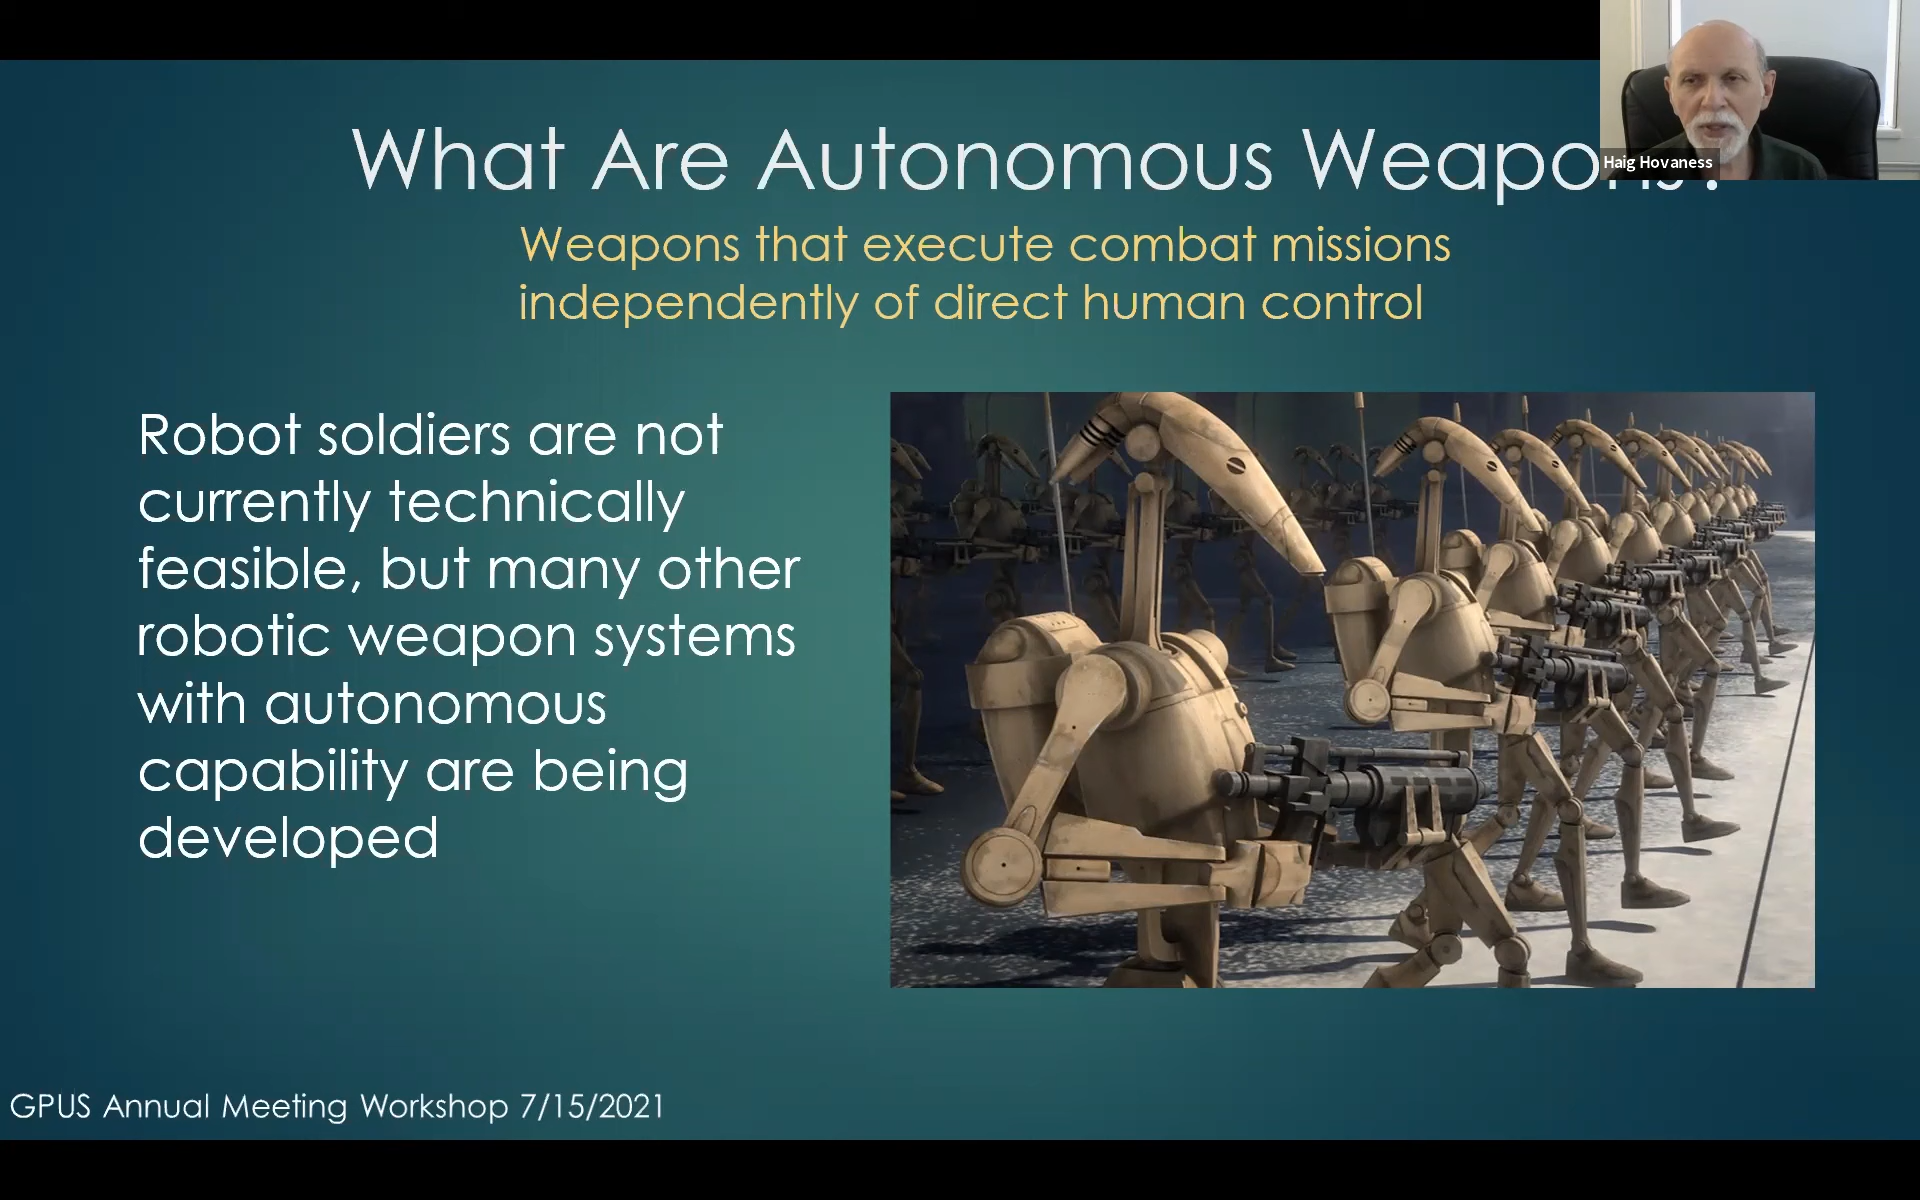 What Are Autonomous Weapons?
Haig Hovaness
Weapons that execute combat missions
independently of direct human control
Robot soldiers are not
currently technically
feasible, but many other
robotic weapon systems
with autonomous
capability are being
developed
GPUS Annual Meeting Workshop 7/15/2021